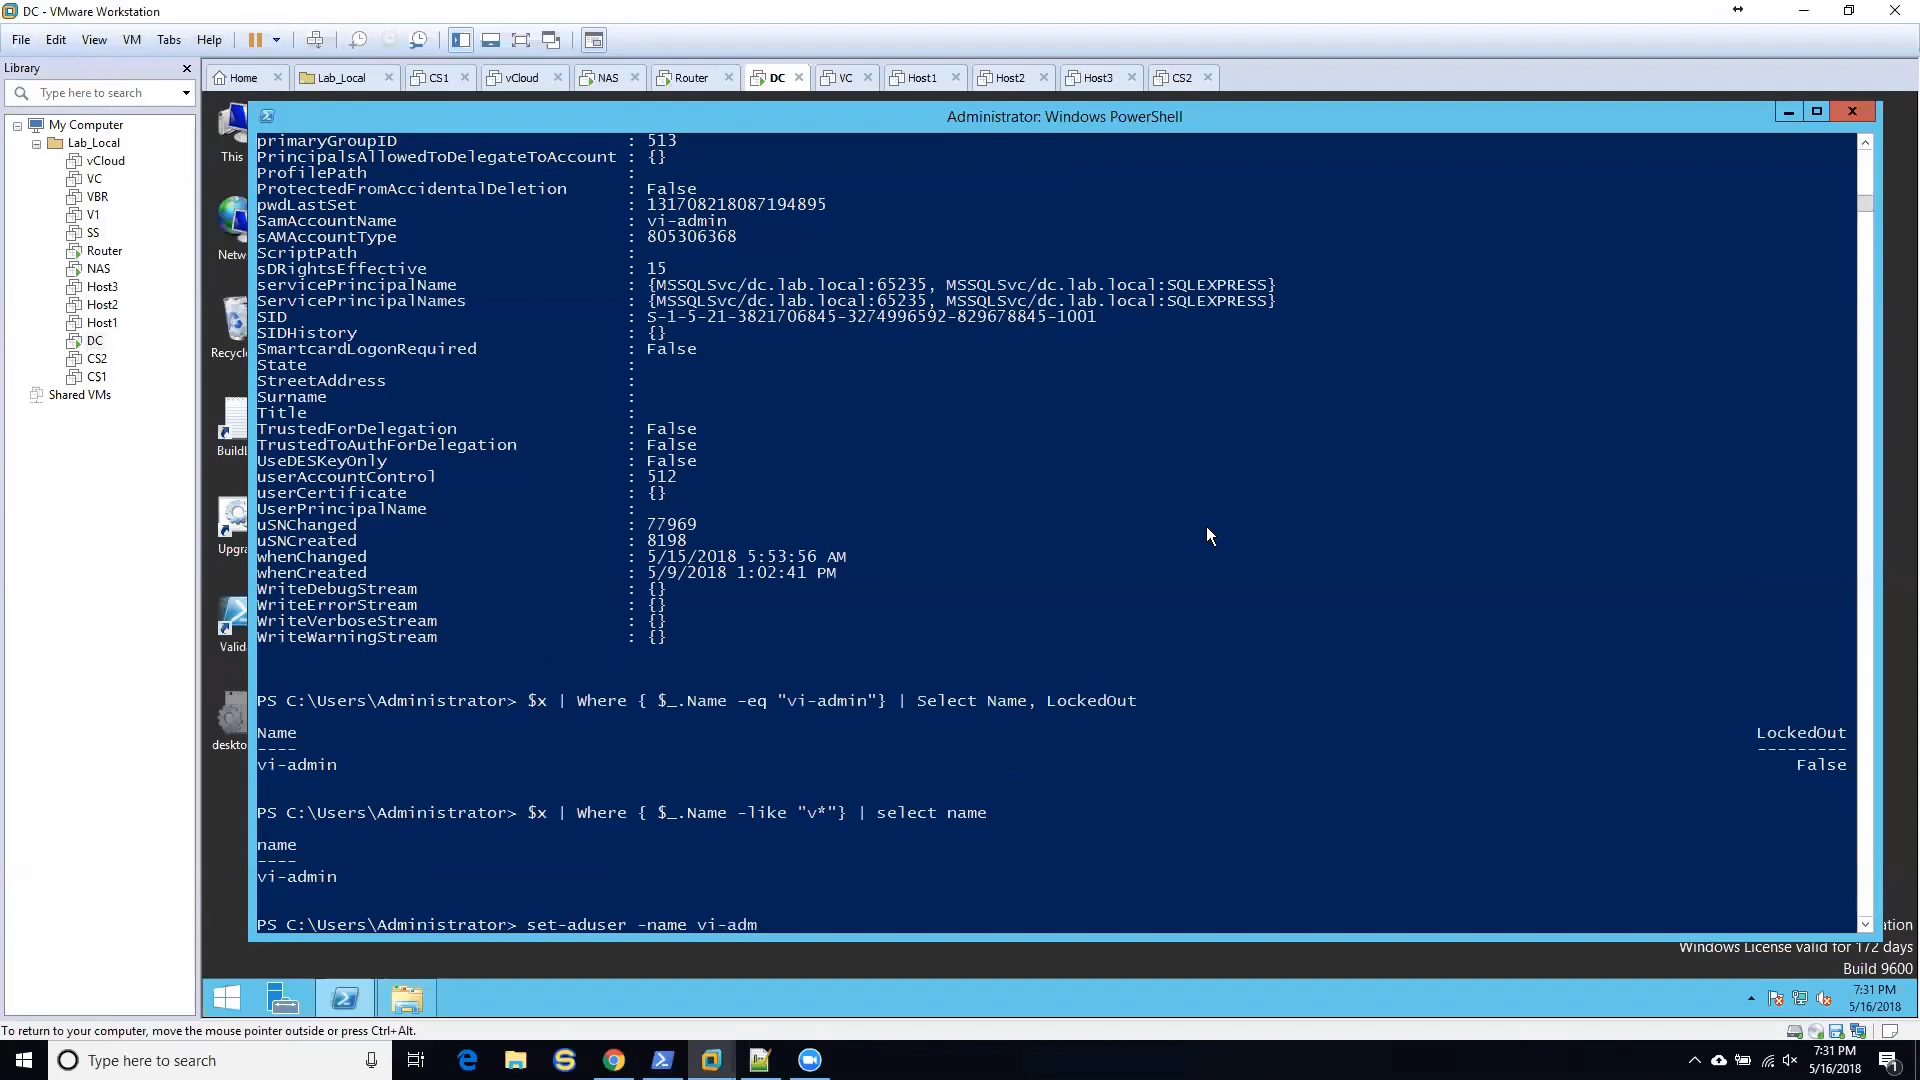 DC - VMware Workstation
File Edit View VM Tabs Help
Library
Type here to search
My Computer
Lab_Local
vCloud
VC
VBR
V1
SS
Router
NAS
Host3
Host2
Host1
DC
CS2
CS1
Shared VMs
Home Lab_Local CS1 vCloud NAS Router DC VC Host1 Host2 Host3 CS2
This
Netw
Recycl
BuildL
Upgra
Valid
deskto
Administrator: Windows PowerShell
primaryGroupID : 513
PrincipalsAllowedToDelegateToAccount : {}
ProfilePath :
ProtectedFromAccidentalDeletion : False
pwdLastSet : 131708218087194895
SamAccountName : vi-admin
sAMAccountType : 805306368
ScriptPath :
sDRightsEffective : 15
servicePrincipalName : {MSSQLSvc/dc.lab.local:65235, MSSQLSvc/dc.lab.local:SQLEXPRESS}
ServicePrincipalNames : {MSSQLSvc/dc.lab.local:65235, MSSQLSvc/dc.lab.local:SQLEXPRESS}
SID : S-1-5-21-3821706845-3274996592-829678845-1001
SIDHistory : {}
SmartcardLogonRequired : False
State :
StreetAddress :
Surname :
Title :
TrustedForDelegation : False
TrustedToAuthForDelegation : False
UseDESKeyOnly : False
userAccountControl : 512
userCertificate : {}
UserPrincipalName :
uSNChanged : 77969
uSNCreated : 8198
whenChanged : 5/15/2018 5:53:56 AM
whenCreated : 5/9/2018 1:02:41 PM
WriteDebugStream : {}
WriteErrorStream : {}
WriteVerboseStream : {}
WriteWarningStream : {}
PS C:\Users\Administrator> $x | Where { $_.Name -eq "vi-admin"} | Select Name, LockedOut
Name LockedOut
---- ---------
vi-admin False
PS C:\Users\Administrator> $x | Where { $_.Name -like "v*"} | select name
name
----
vi-admin
PS C:\Users\Administrator> set-aduser -name vi-adm
ation
Windows License valid for 172 days
Build 9600
7:31 PM
5/16/2018
To return to your computer, move the mouse pointer outside or press Ctrl+Alt.
Type here to search
7:31 PM
5/16/2018
1